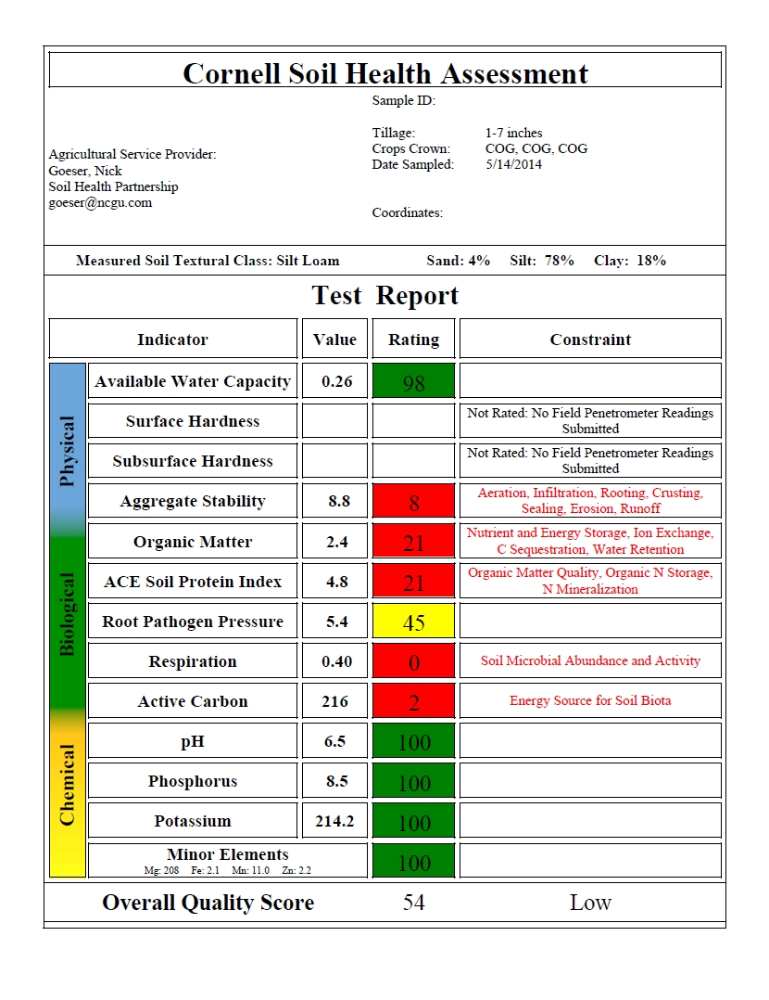 Cornell Soil Health Assessment
Sample ID:
Agricultural Service Provider:
Goeser, Nick
Soil Health Partnership
goeser@ncgu.com
Tillage: 1-7 inches
Crops Crown: COG, COG, COG
Date Sampled: 5/14/2014
Coordinates:
Measured Soil Textural Class: Silt Loam Sand: 4% Silt: 78% Clay: 18%
Test Report
Indicator Value Rating Constraint
Physical
Available Water Capacity 0.26 98
Surface Hardness Not Rated: No Field Penetrometer Readings
Submitted
Subsurface Hardness Not Rated: No Field Penetrometer Readings
Submitted
Aggregate Stability 8.8 8 Aeration, Infiltration, Rooting, Crusting,
Sealing, Erosion, Runoff
Biological
Organic Matter 2.4 21 Nutrient and Energy Storage, Ion Exchange,
C Sequestration, Water Retention
ACE Soil Protein Index 4.8 21 Organic Matter Quality, Organic N Storage,
N Mineralization
Root Pathogen Pressure 5.4 45
Respiration 0.40 0 Soil Microbial Abundance and Activity
Active Carbon 216 2 Energy Source for Soil Biota
Chemical
pH 6.5 100
Phosphorus 8.5 100
Potassium 214.2 100
Minor Elements 100
Mg: 208 Fe: 2.1 Mn: 11.0 Zn: 2.2
Overall Quality Score 54 Low